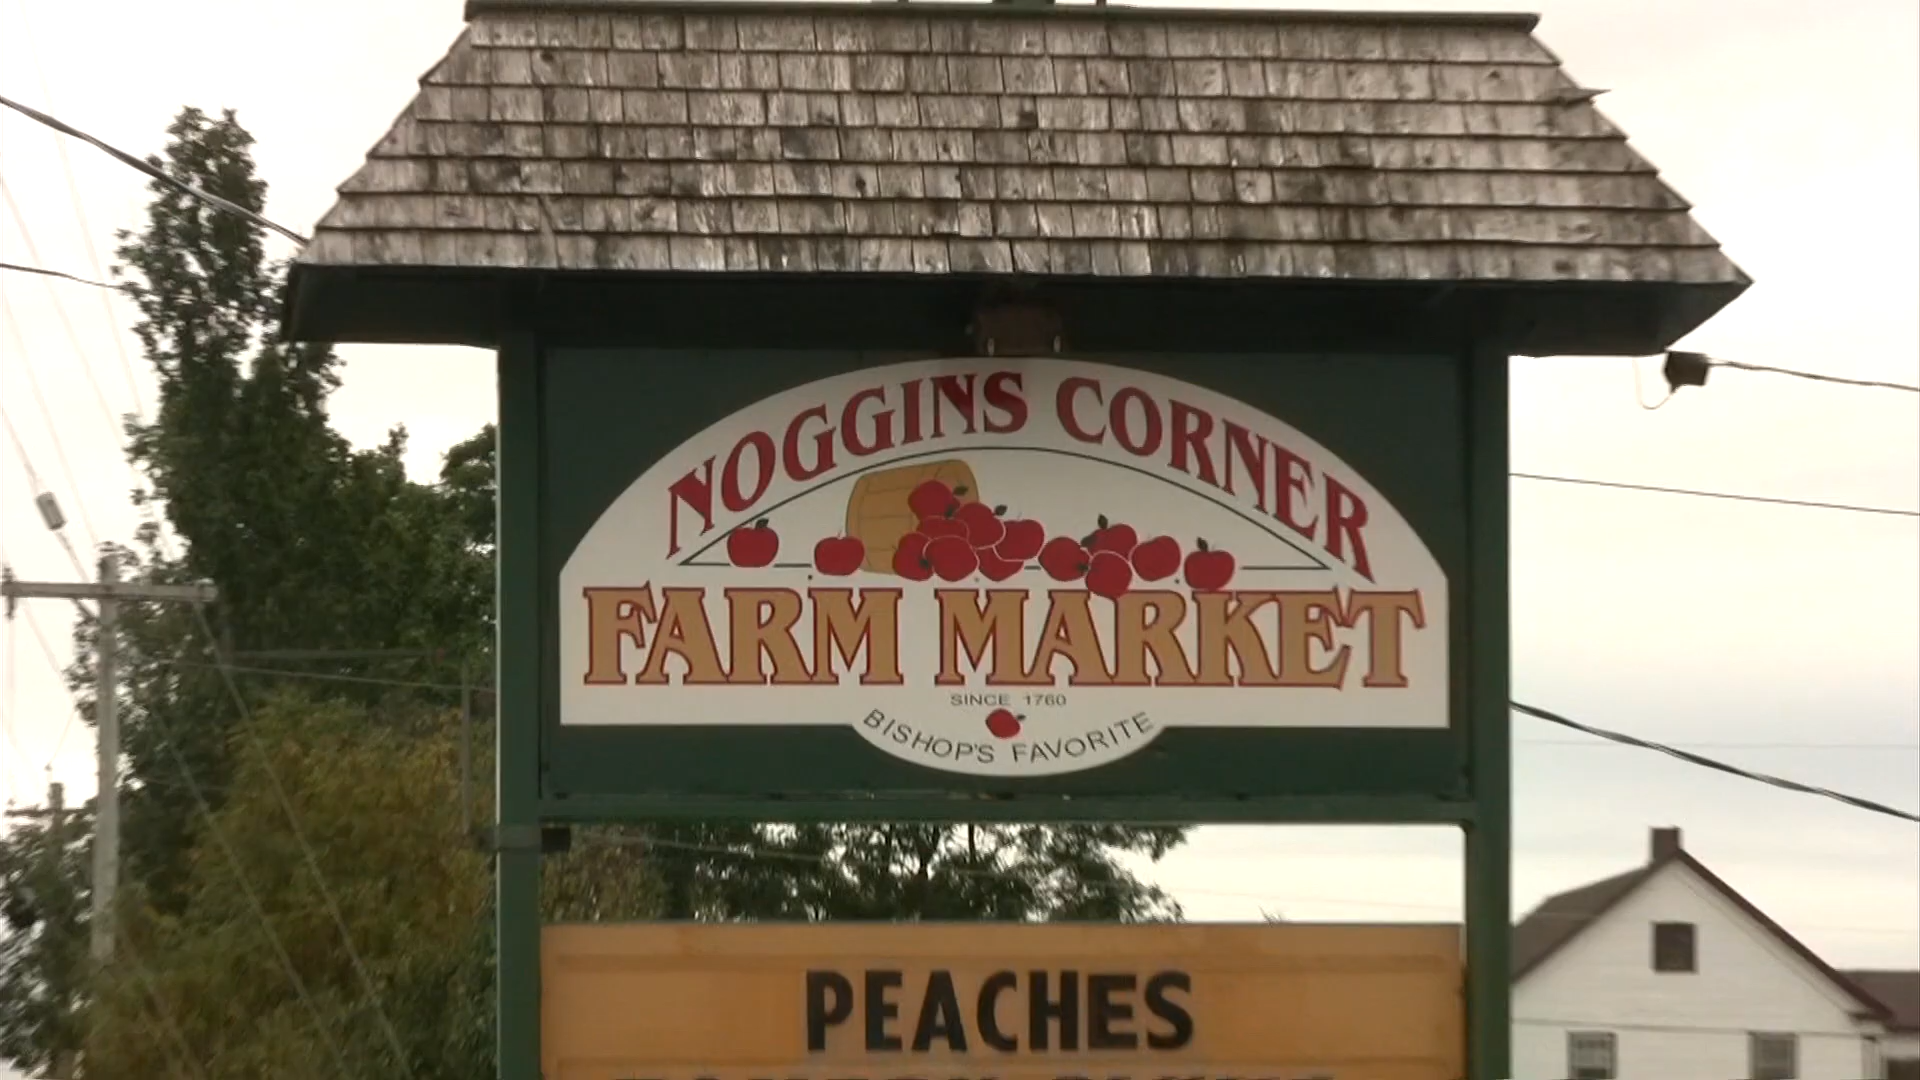 NOGGINS CORNER
FARM MARKET
SINCE 1760
BISHOP'S FAVORITE
PEACHES